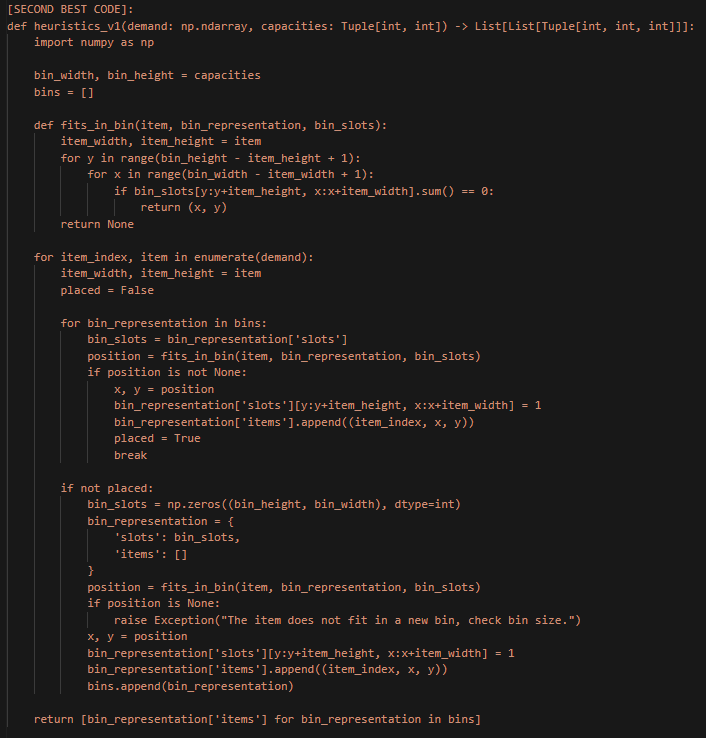 [SECOND BEST CODE]:
def heuristics_v1(demand: np.ndarray, capacities: Tuple[int, int]) -> List[List[Tuple[int, int, int]]]:
    import numpy as np

    bin_width, bin_height = capacities
    bins = []

    def fits_in_bin(item, bin_representation, bin_slots):
        item_width, item_height = item
        for y in range(bin_height - item_height + 1):
            for x in range(bin_width - item_width + 1):
                if bin_slots[y:y+item_height, x:x+item_width].sum() == 0:
                    return (x, y)
        return None

    for item_index, item in enumerate(demand):
        item_width, item_height = item
        placed = False

        for bin_representation in bins:
            bin_slots = bin_representation['slots']
            position = fits_in_bin(item, bin_representation, bin_slots)
            if position is not None:
                x, y = position
                bin_representation['slots'][y:y+item_height, x:x+item_width] = 1
                bin_representation['items'].append((item_index, x, y))
                placed = True
                break

        if not placed:
            bin_slots = np.zeros((bin_height, bin_width), dtype=int)
            bin_representation = {
                'slots': bin_slots,
                'items': []
            }
            position = fits_in_bin(item, bin_representation, bin_slots)
            if position is None:
                raise Exception("The item does not fit in a new bin, check bin size.")
            x, y = position
            bin_representation['slots'][y:y+item_height, x:x+item_width] = 1
            bin_representation['items'].append((item_index, x, y))
            bins.append(bin_representation)

    return [bin_representation['items'] for bin_representation in bins]